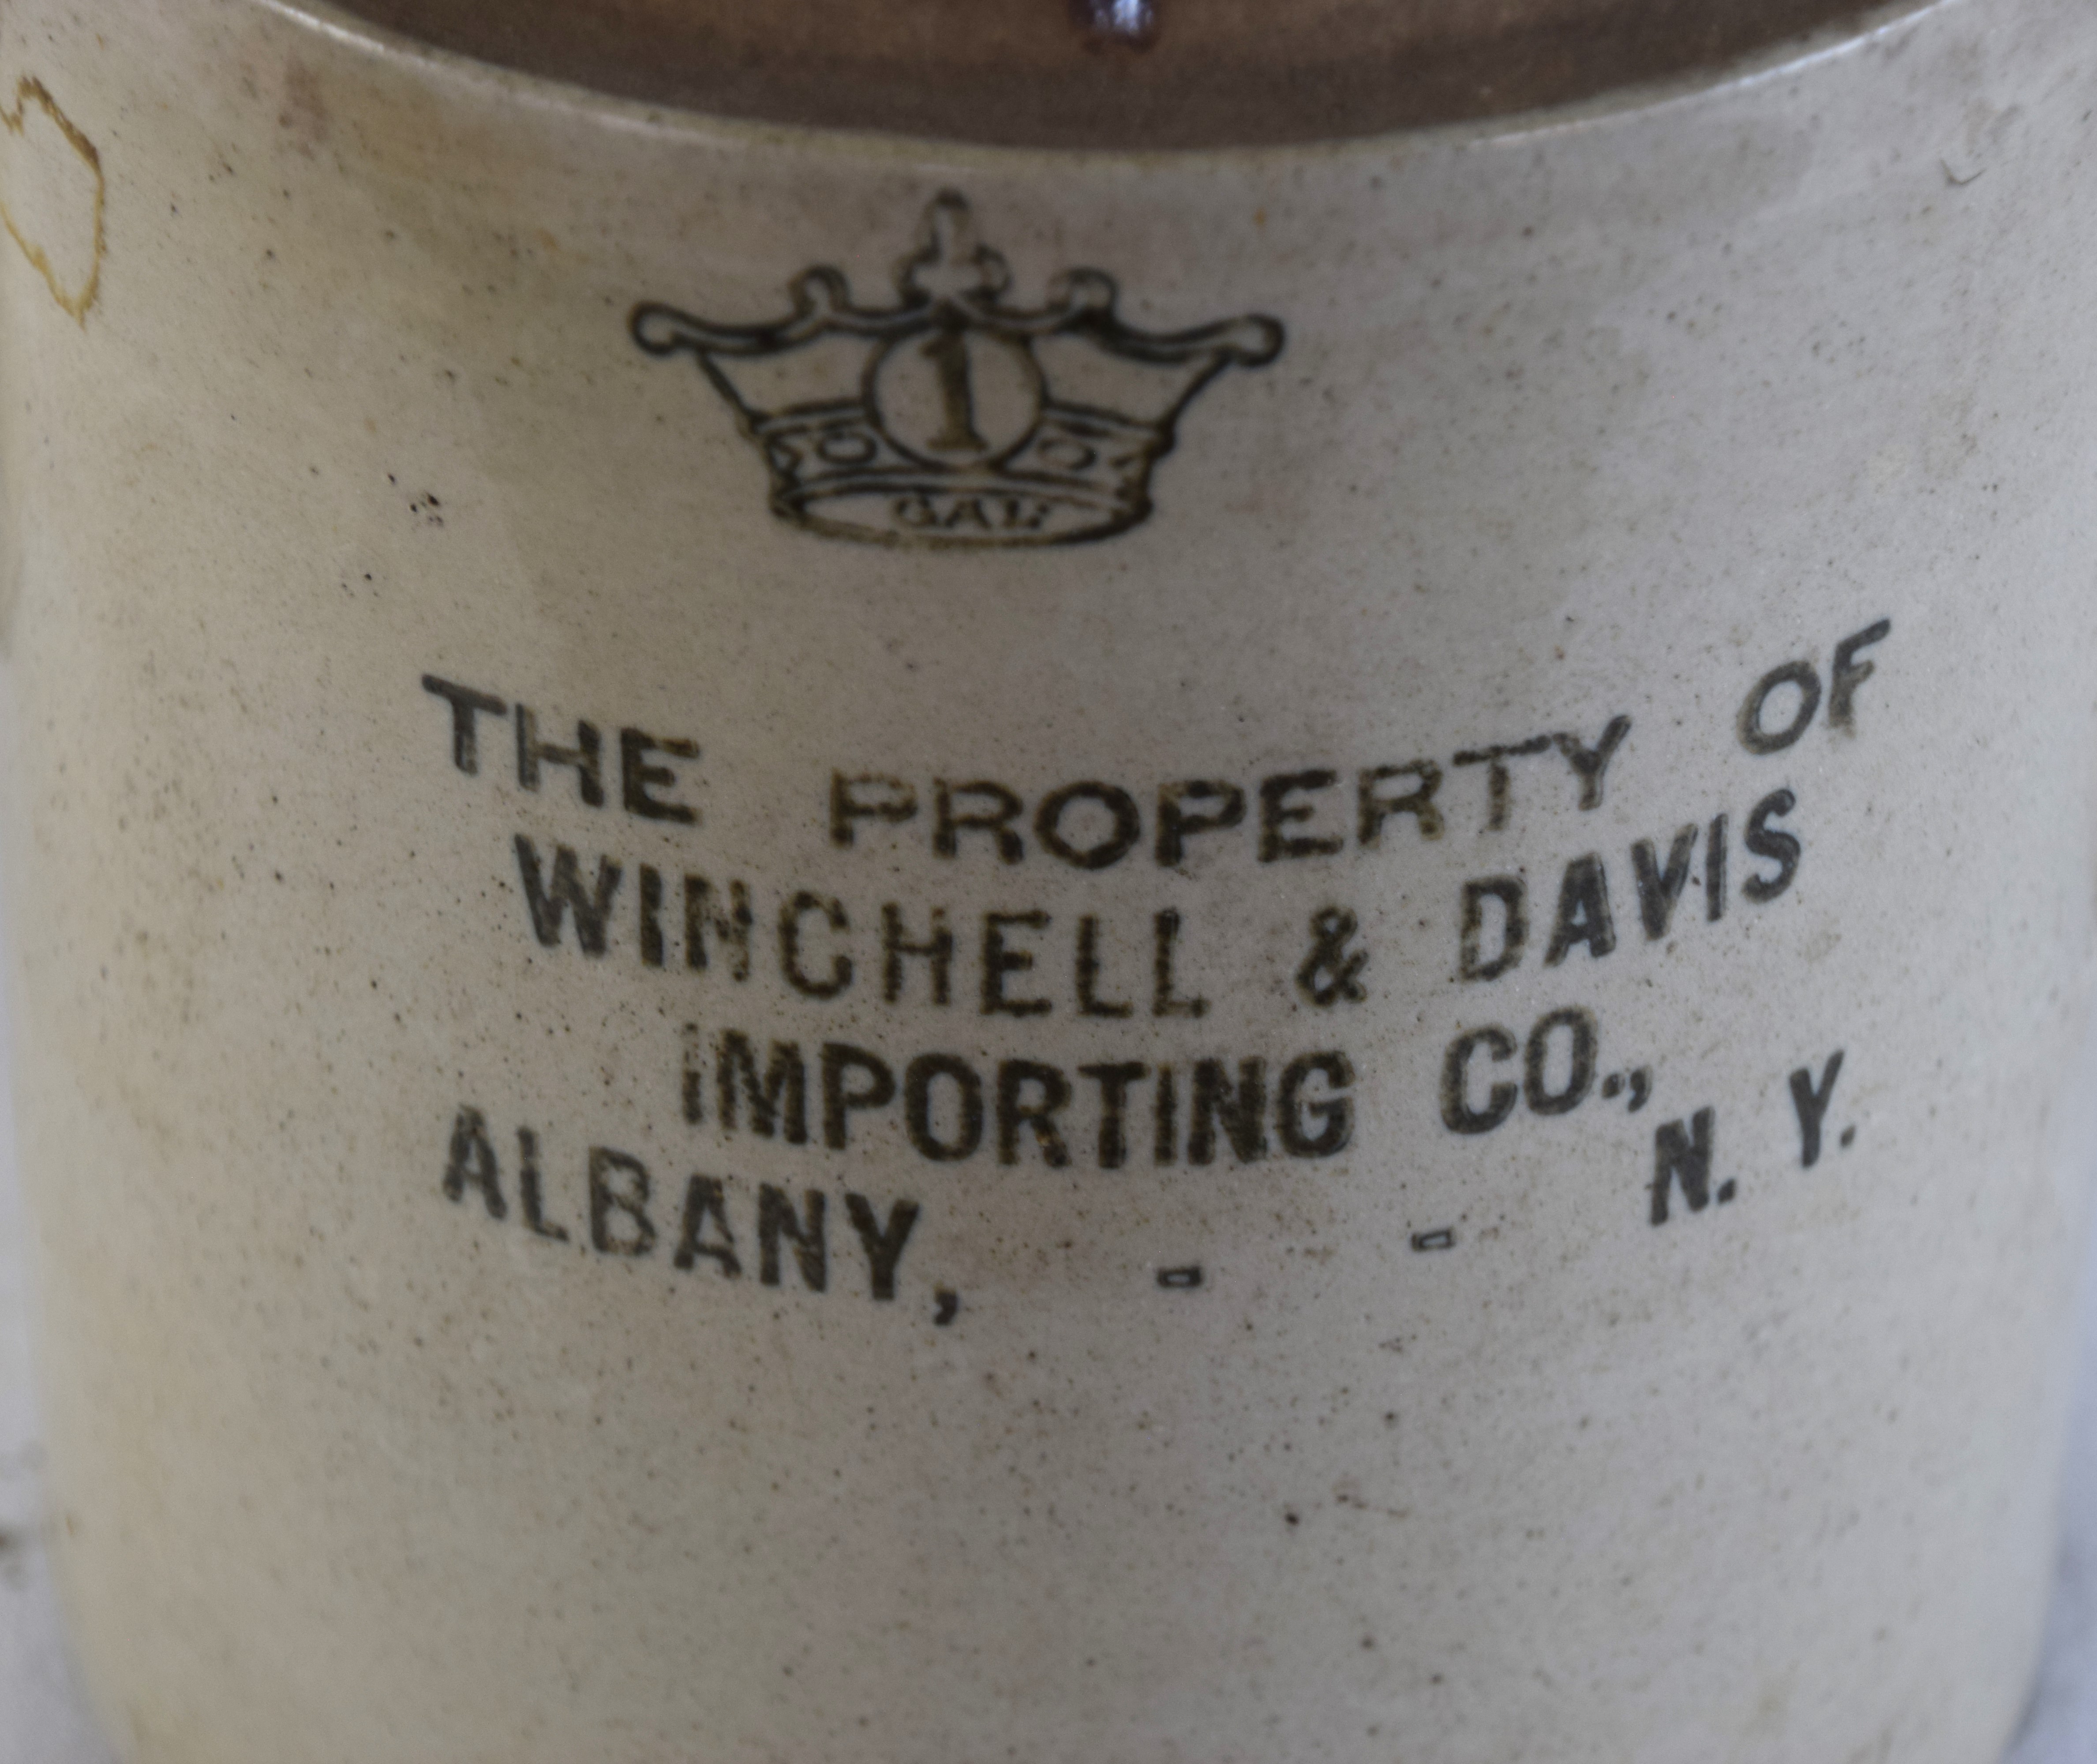 1
GAL
THE PROPERTY OF
WINCHELL & DAVIS
IMPORTING CO.,
ALBANY, - - N. Y.